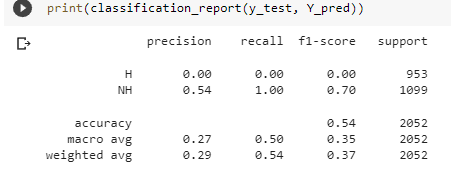 print(classification_report(y_test, Y_pred))
precision recall f1-score support
H 0.00 0.00 0.00 953
NH 0.54 1.00 0.70 1099
accuracy 0.54 2052
macro avg 0.27 0.50 0.35 2052
weighted avg 0.29 0.54 0.37 2052